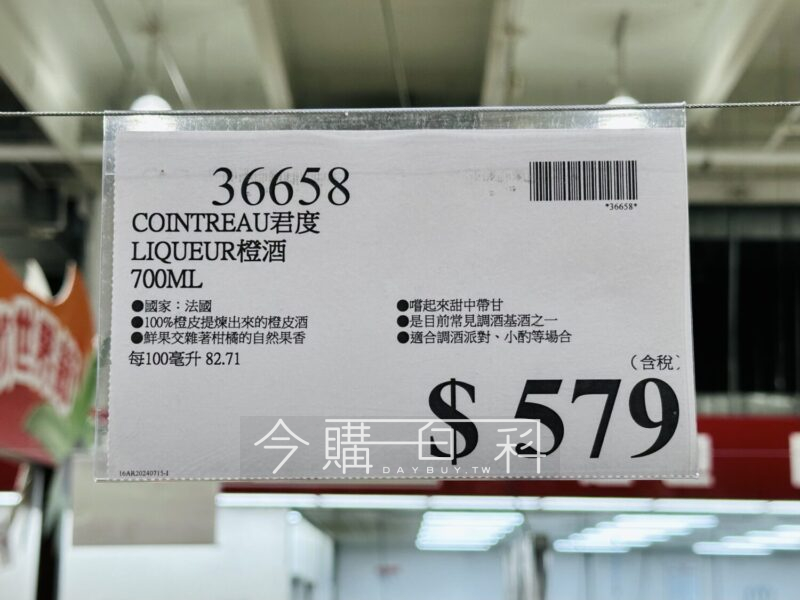 36658
*36658*
COINTREAU君度
LIQUEUR橙酒
700ML
●國家：法國
●100%橙皮提煉出來的橙皮酒
●鮮果交雜著柑橘的自然果香
每100毫升 82.71
●嚐起來甜中帶甘
●是目前常見調酒基酒之一
●適合調酒派對、小酌等場合
(含稅)
$ 579
16AR20240715-1
今購百科
DAYBUY.TW